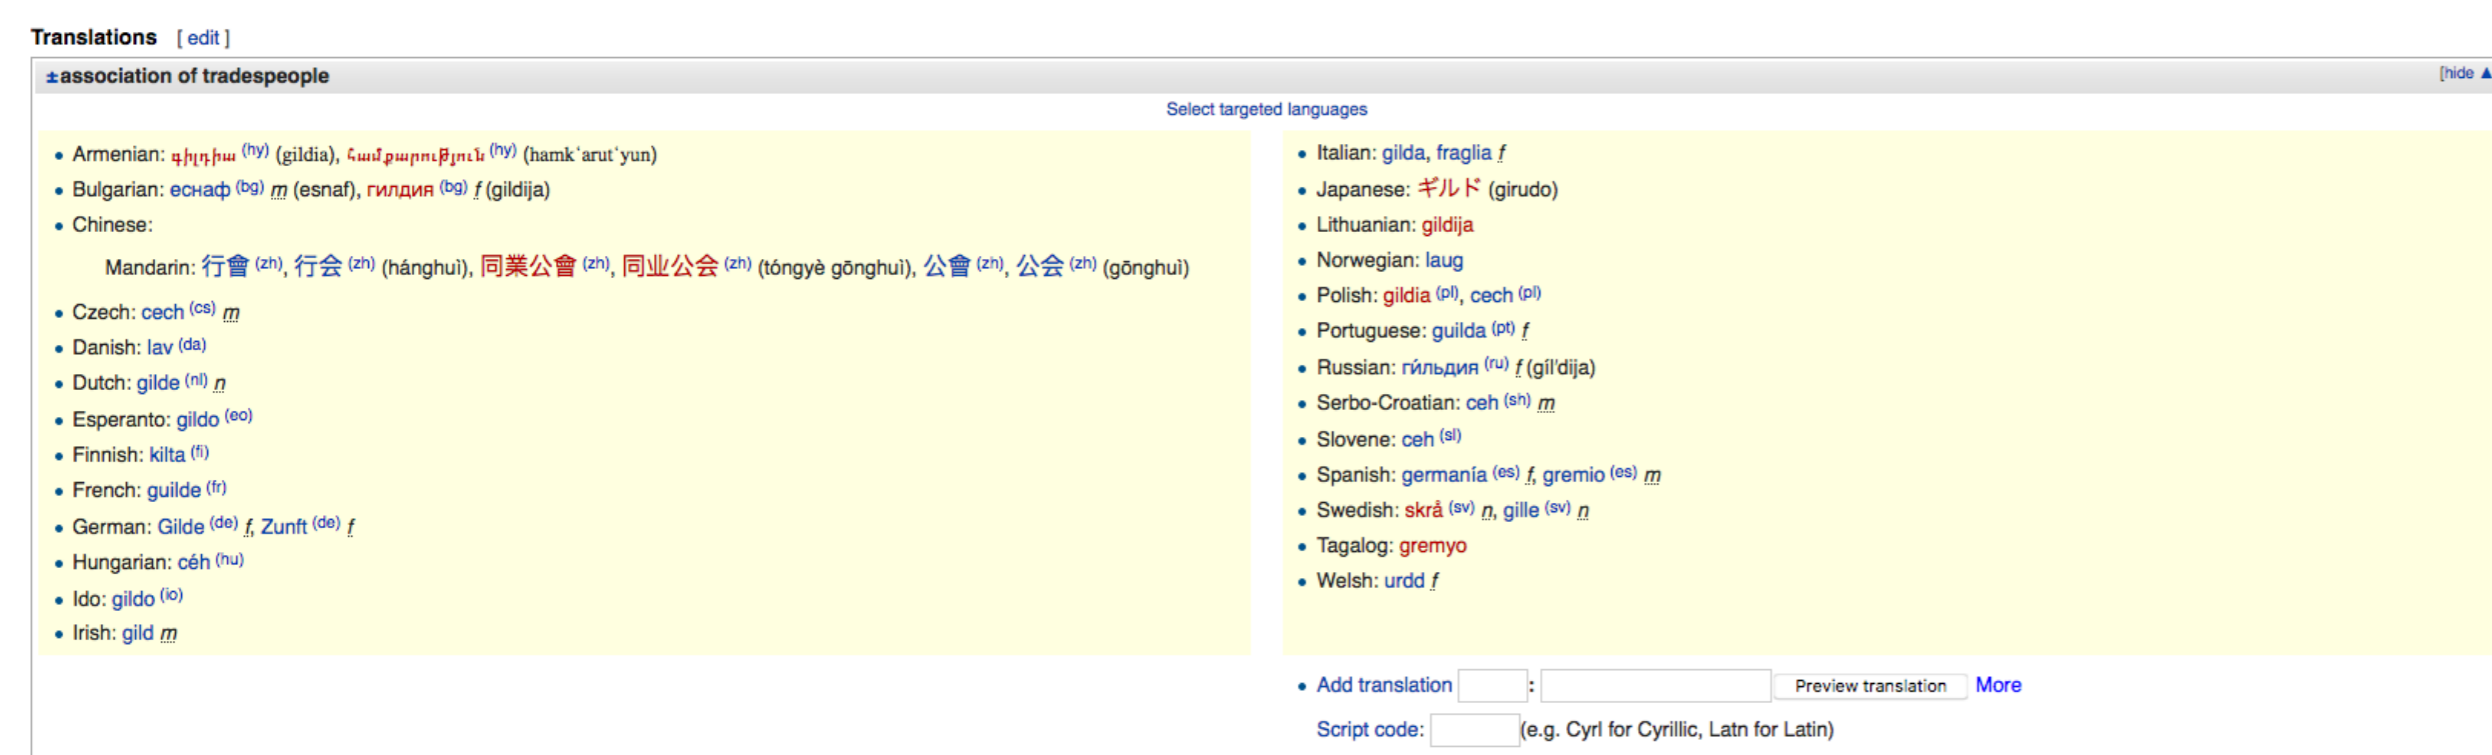 Translations [ edit ]
±association of tradespeople
[hide ▲
Select targeted languages
• Armenian: գիլդիա (hy) (gildia), համքարություն (hy) (hamkʻarutʻyun)
• Bulgarian: еснаф (bg) m (esnaf), гилдия (bg) f (gildija)
• Chinese:
Mandarin: 行會 (zh), 行会 (zh) (hánghuì), 同業公會 (zh), 同业公会 (zh) (tóngyè gōnghuì), 公會 (zh), 公会 (zh) (gōnghuì)
• Czech: cech (cs) m
• Danish: lav (da)
• Dutch: gilde (nl) n
• Esperanto: gildo (eo)
• Finnish: kilta (fi)
• French: guilde (fr)
• German: Gilde (de) f, Zunft (de) f
• Hungarian: céh (hu)
• Ido: gildo (io)
• Irish: gild m
• Italian: gilda, fraglia f
• Japanese: ギルド (girudo)
• Lithuanian: gildija
• Norwegian: laug
• Polish: gildia (pl), cech (pl)
• Portuguese: guilda (pt) f
• Russian: ги́льдия (ru) f (gíl'dija)
• Serbo-Croatian: ceh (sh) m
• Slovene: ceh (sl)
• Spanish: germanía (es) f, gremio (es) m
• Swedish: skrå (sv) n, gille (sv) n
• Tagalog: gremyo
• Welsh: urdd f
• Add translation : Preview translation More
Script code: (e.g. Cyrl for Cyrillic, Latn for Latin)